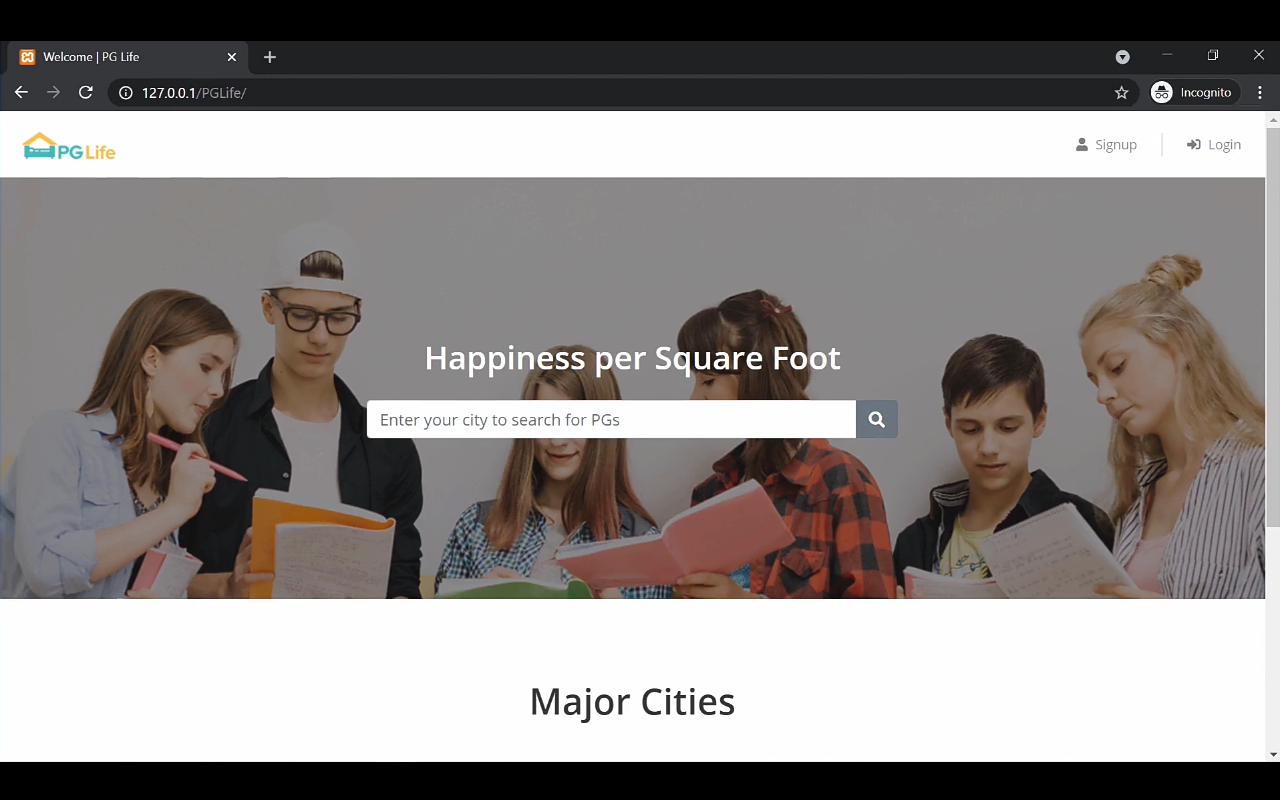 Welcome | PG Life
127.0.0.1/PGLife/
Incognito
PG Life
Signup
Login
Happiness per Square Foot
Enter your city to search for PGs
Major Cities